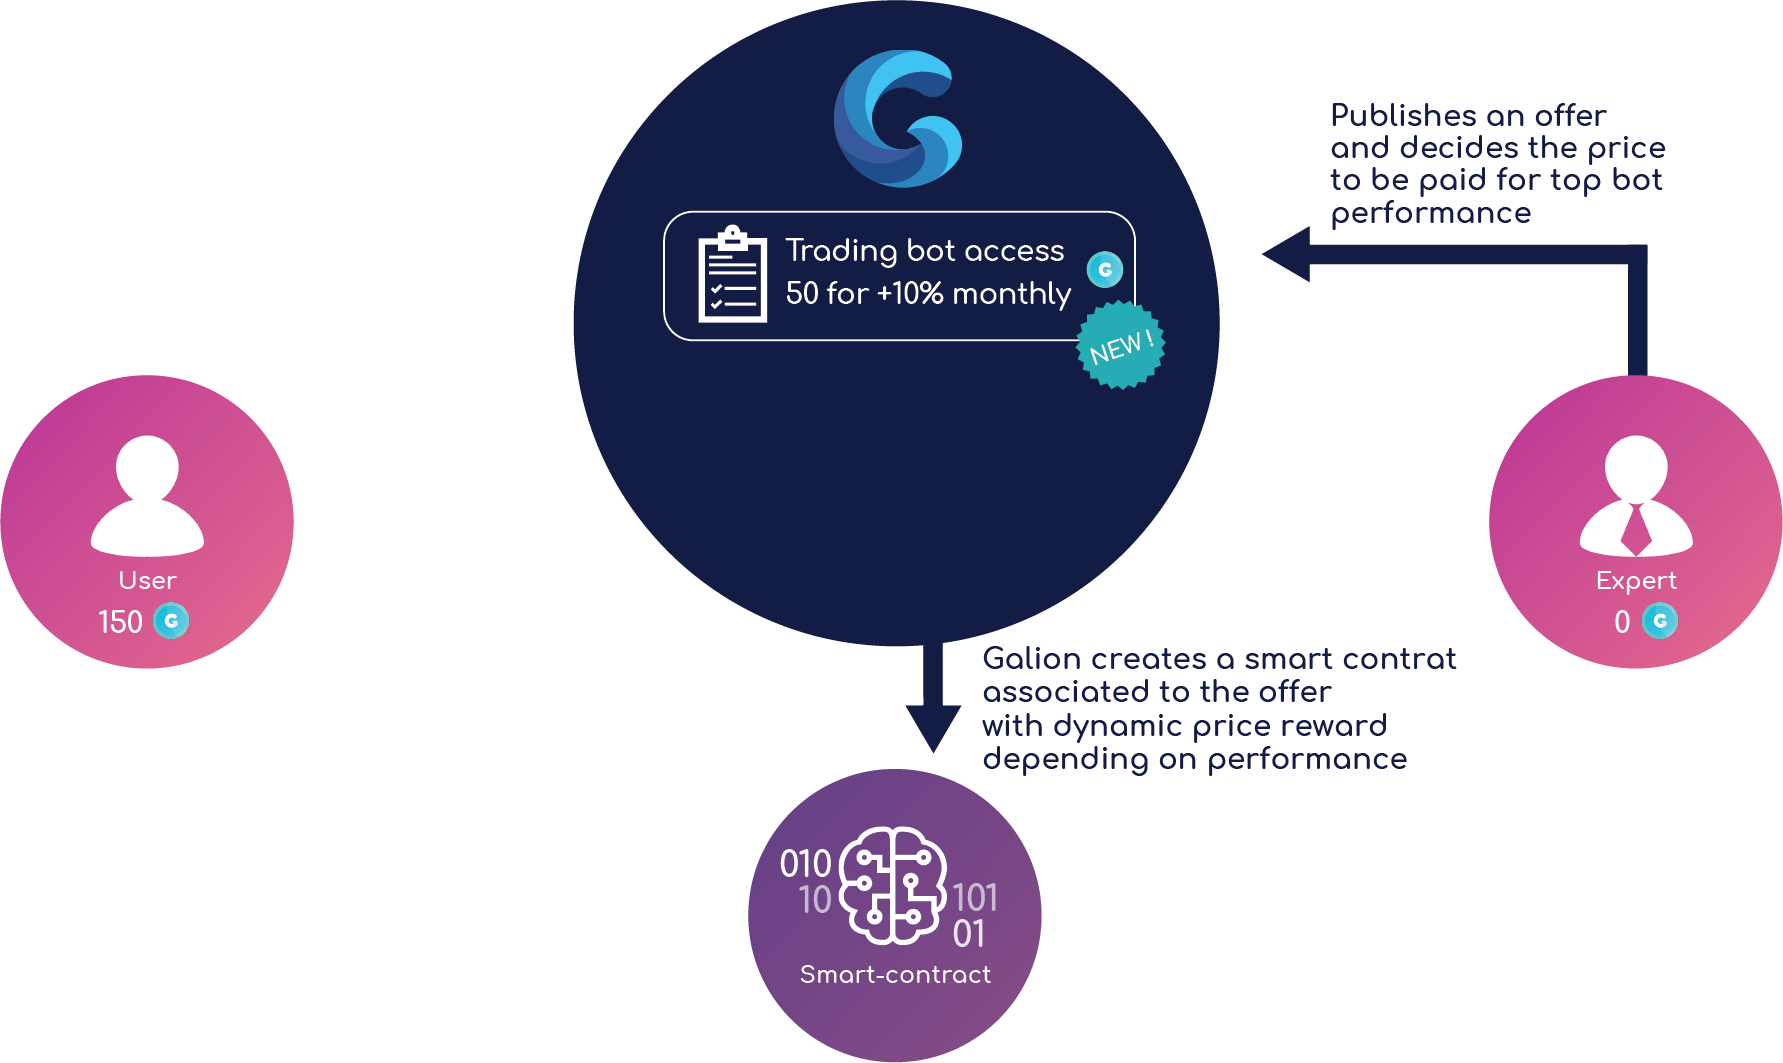 Publishes an offer
and decides the price
to be paid for top bot
performance
Trading bot access
50 for +10% monthly
G
NEW !
User
150 G
Expert
0 G
Galion creates a smart contrat
associated to the offer
with dynamic price reward
depending on performance
010
10
101
01
Smart-contract